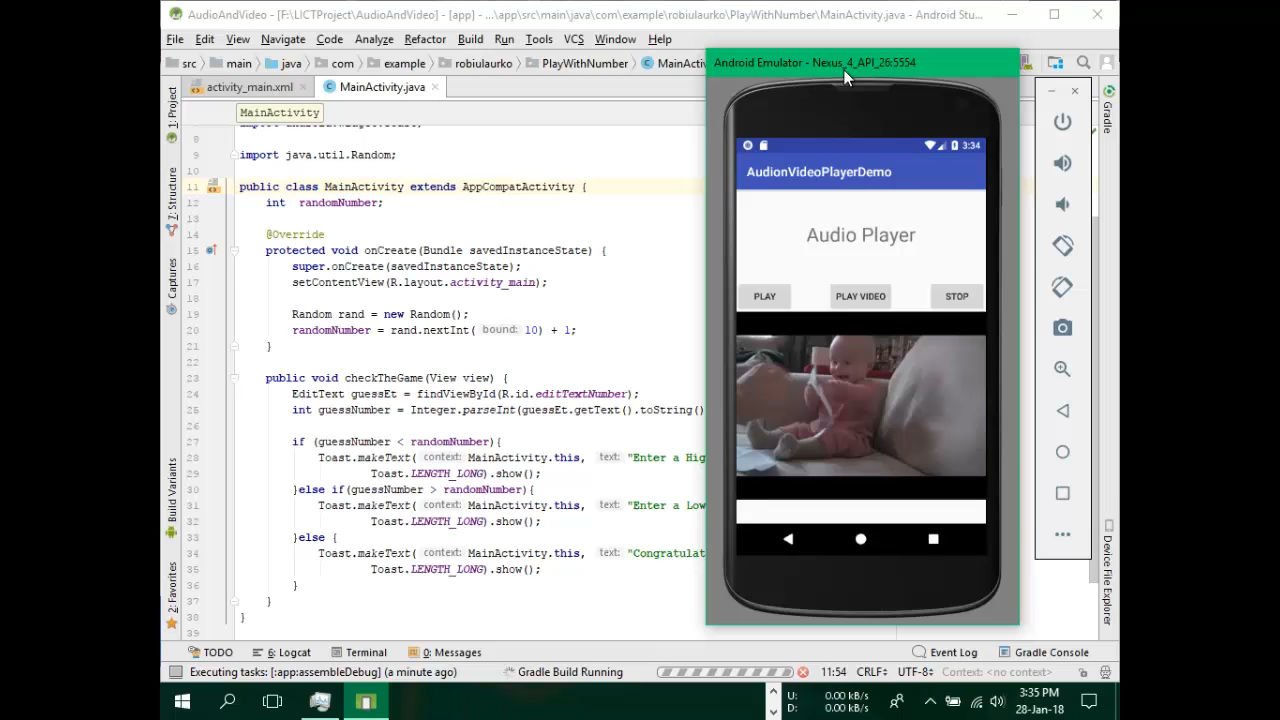 AudioAndVideo - [F:\LICTProject\AudioAndVideo] - [app] - ...\app\src\main\java\com\example\robiulaurko\PlayWithNumber\MainActivity.java - Android Stu...
File Edit View Navigate Code Analyze Refactor Build Run Tools VCS Window Help
src main java com example robiulaurko PlayWithNumber MainActi
activity_main.xml MainActivity.java
MainActivity
8
9 import java.util.Random;
10
11 public class MainActivity extends AppCompatActivity {
12 int randomNumber;
13
14 @Override
15 protected void onCreate(Bundle savedInstanceState) {
16 super.onCreate(savedInstanceState);
17 setContentView(R.layout.activity_main);
18
19 Random rand = new Random();
20 randomNumber = rand.nextInt( bound: 10) + 1;
21 }
22
23 public void checkTheGame(View view) {
24 EditText guessEt = findViewById(R.id.editTextNumber);
25 int guessNumber = Integer.parseInt(guessEt.getText().toString()
26
27 if (guessNumber < randomNumber){
28 Toast.makeText( context: MainActivity.this, text: "Enter a Hig
29 Toast.LENGTH_LONG).show();
30 }else if(guessNumber > randomNumber){
31 Toast.makeText( context: MainActivity.this, text: "Enter a Low
32 Toast.LENGTH_LONG).show();
33 }else {
34 Toast.makeText( context: MainActivity.this, text: "Congratulat
35 Toast.LENGTH_LONG).show();
36 }
37 }
38 }
39
1: Project
7: Structure
Captures
Build Variants
2: Favorites
Android Emulator - Nexus_4_API_26:5554
3:34
AudionVideoPlayerDemo
Audio Player
PLAY PLAY VIDEO STOP
Gradle
Device File Explorer
TODO 6: Logcat Terminal 0: Messages Event Log Gradle Console
Executing tasks: [:app:assembleDebug] (a minute ago) Gradle Build Running 11:54 CRLF UTF-8 Context: <no context>
U: 0.00 kB/s
D: 0.00 kB/s
3:35 PM
28-Jan-18